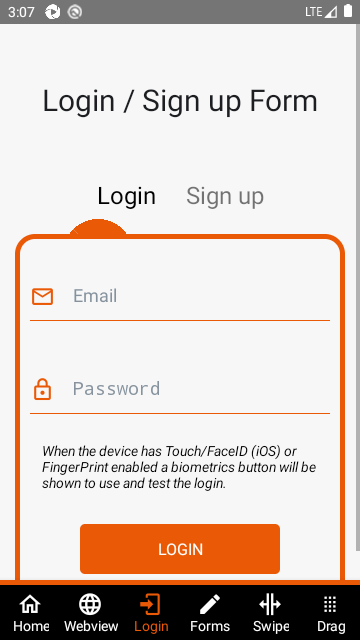 3:07
LTE
Login / Sign up Form
Login Sign up
Email
Password
When the device has Touch/FaceID (iOS) or
FingerPrint enabled a biometrics button will be
shown to use and test the login.
LOGIN
Home Webview Login Forms Swipe Drag